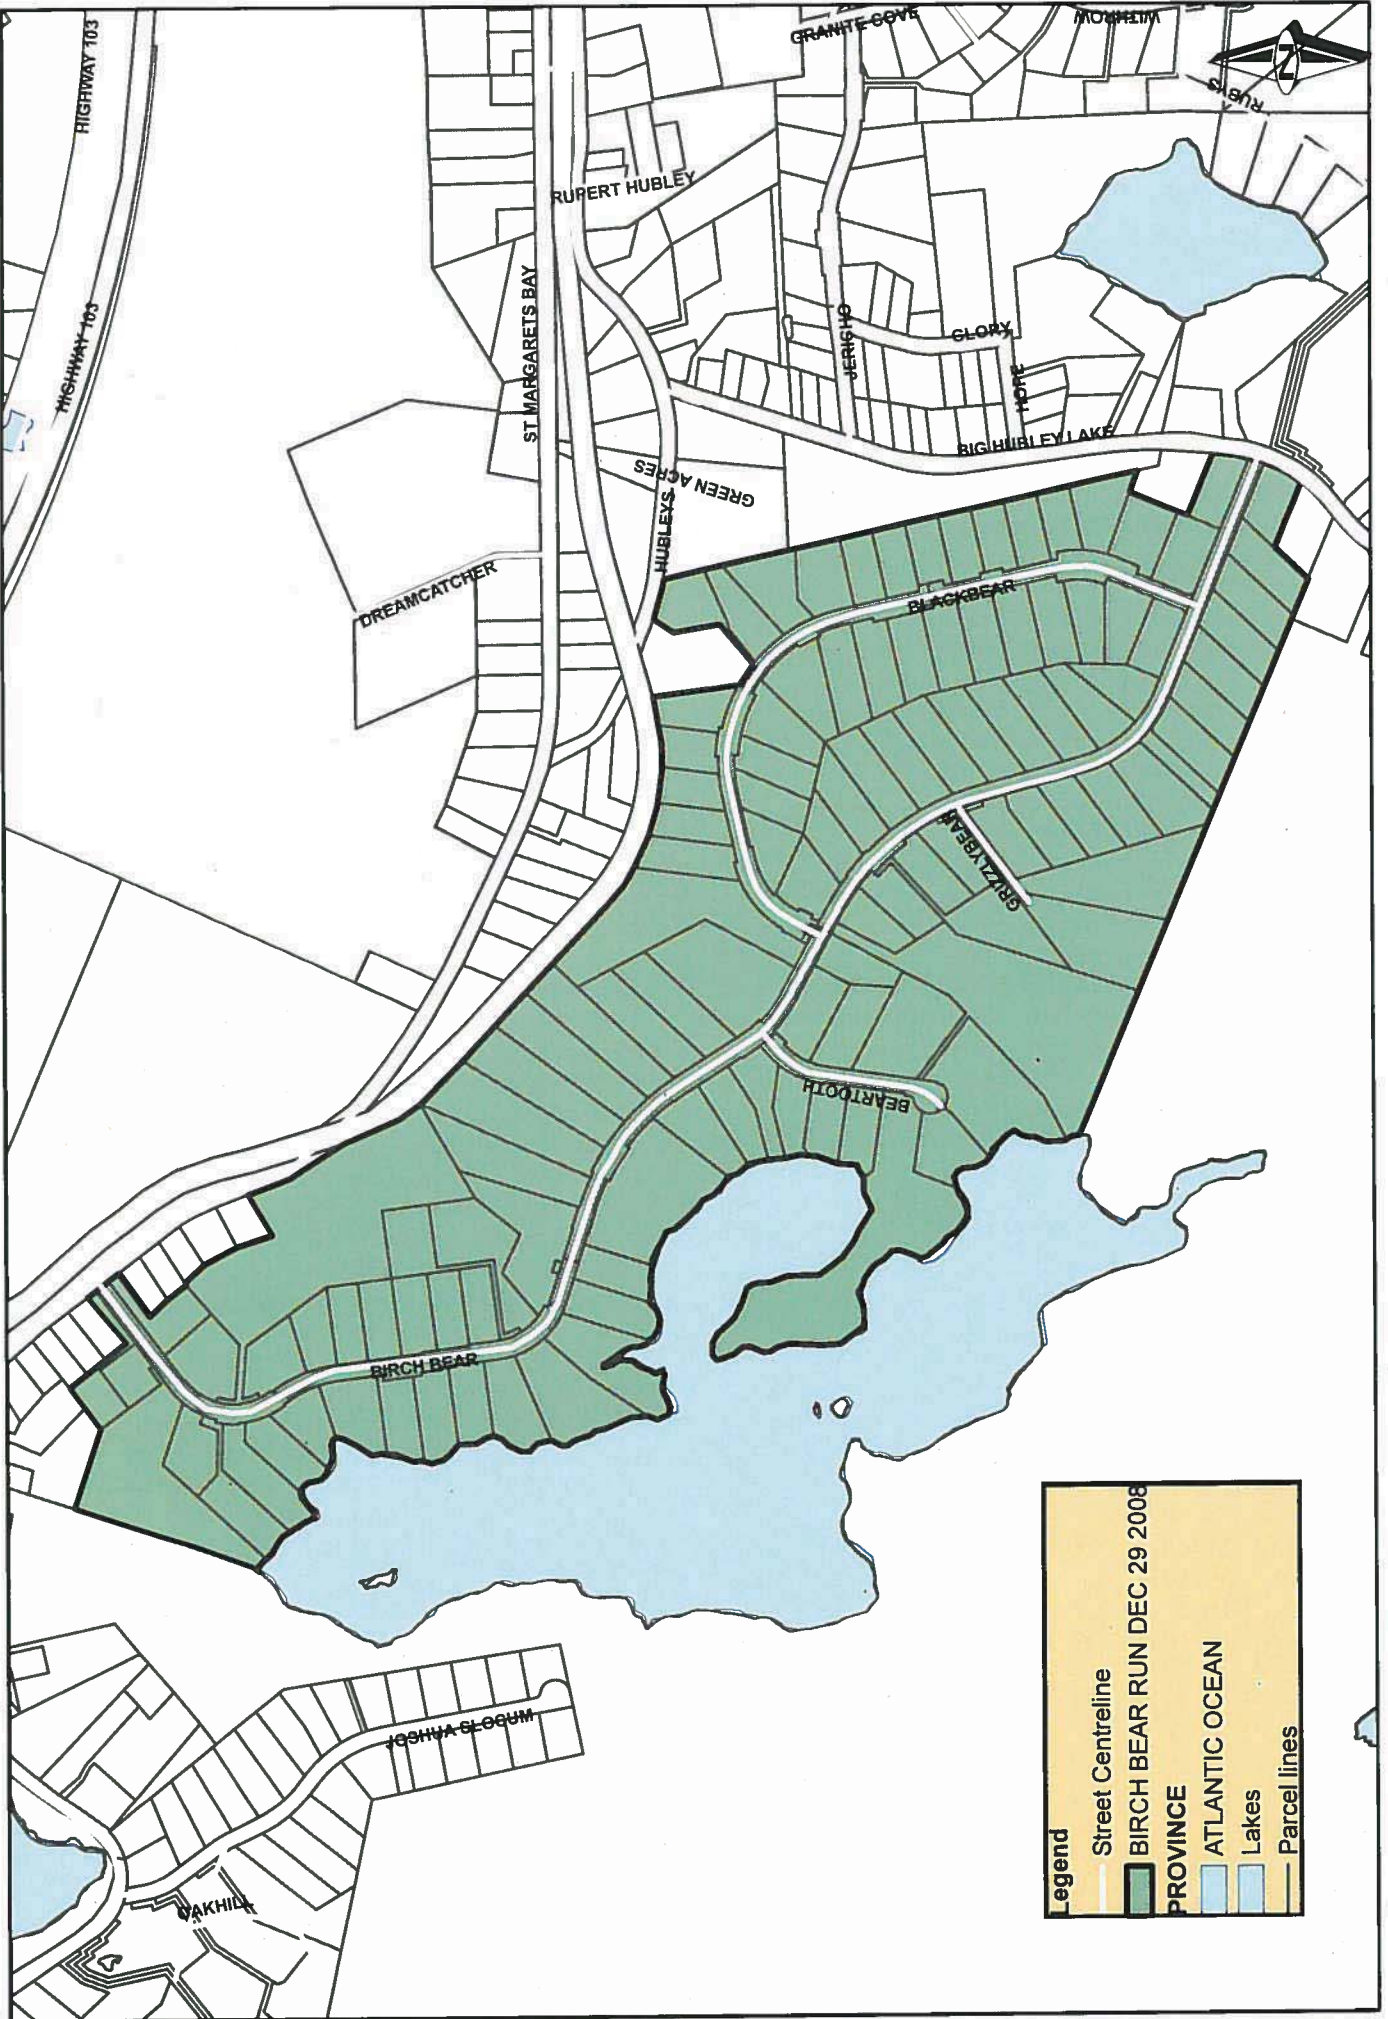 HIGHWAY 103
HIGHWAY 103
GRANITE COVE
WITHROW
N
RUBYS
RUPERT HUBLEY
ST MARGARETS BAY
JERICHO
GLORY
HOPE
BIG HUBLEY LAKE
GREEN ACRES
HUBLEYS
DREAMCATCHER
BLACKBEAR
GRIZZLYBEAR
BEARTOOTH
BIRCH BEAR
JOSHUA SLOCUM
OAKHILL
Legend
Street Centreline
BIRCH BEAR RUN DEC 29 2008
PROVINCE
ATLANTIC OCEAN
Lakes
Parcel lines